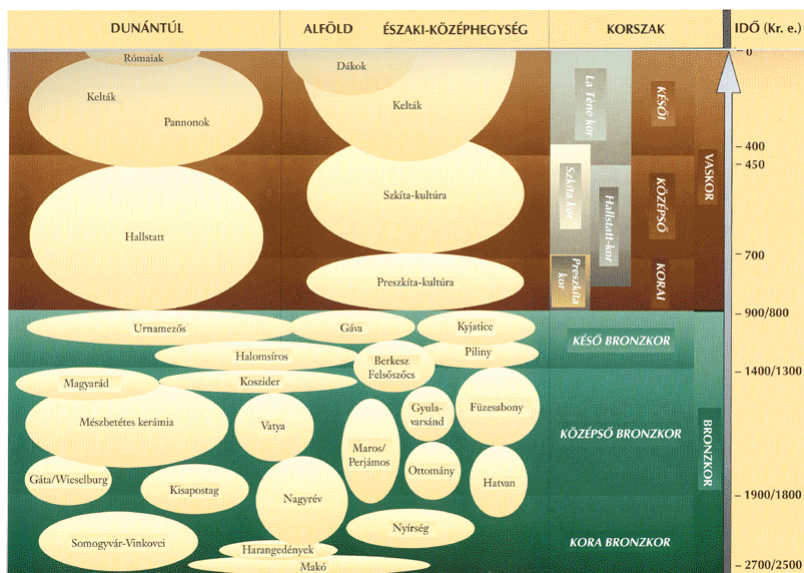 DUNÁNTÚL
ALFÖLD
ÉSZAKI-KÖZÉPHEGYSÉG
KORSZAK
IDŐ (Kr. e.)
Rómaiak
Kelták
Pannonok
Dákok
Kelták
La Tène kor
KÉSŐI
0
400
450
VASKOR
Hallstatt
Szkíta-kultúra
Szkíta kor
Hallstatt-kor
KÖZÉPSŐ
700
Preszkíta-kultúra
Preszkíta
kor
KORAI
900/800
Urnamezős
Gáva
Kyjatice
KÉSŐ BRONZKOR
Halomsíros
Berkesz
Felsőszőcs
Piliny
1400/1300
Magyarád
Koszider
Mészbetétes kerámia
Vatya
Maros/
Perjámos
Gyula-
varsánd
Füzesabony
KÖZÉPSŐ BRONZKOR
BRONZKOR
Gáta/Wieselburg
Kisapostag
Nagyrév
Ottomány
Hatvan
1900/1800
Somogyvár-Vinkovci
Nyírség
Harangedények
Makó
KORA BRONZKOR
2700/2500